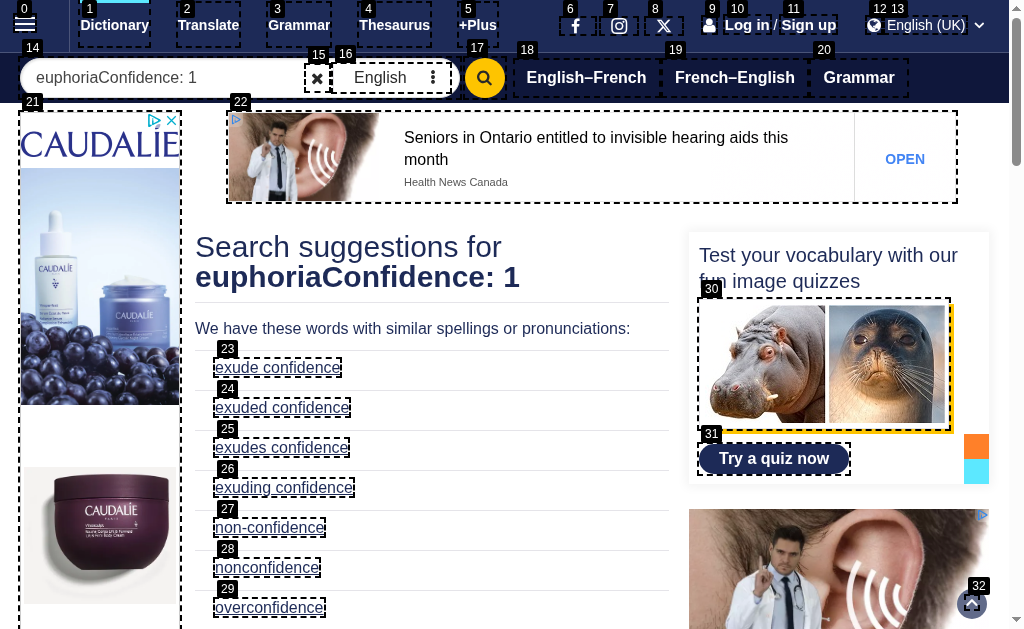 0 1 2 3 4 5 6 7 8 9 10 12 13
Dictionary Translate Grammar Thesaurus +Plus Log in / Sign up English (UK)
14 15 16 17 18 19 20
euphoriaConfidence: 1 English English–French French–English Grammar
21 22
CAUDALÍE
Seniors in Ontario entitled to invisible hearing aids this
month
Health News Canada
OPEN
Search suggestions for
euphoriaConfidence: 1
We have these words with similar spellings or pronunciations:
23
exude confidence
24
exuded confidence
25
exudes confidence
26
exuding confidence
27
non-confidence
28
nonconfidence
29
overconfidence
Test your vocabulary with our
fun image quizzes
30
31
Try a quiz now
CAUDALÍE
CAUDALÍE
CAUDALÍE
32